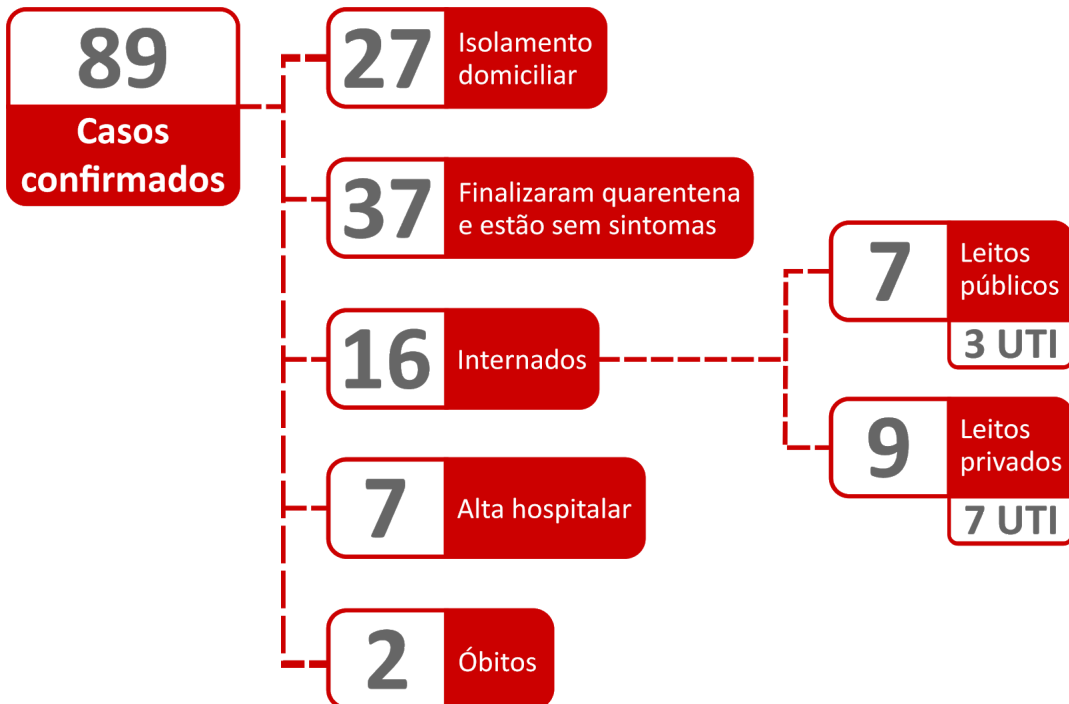 89
Casos
confirmados
27
Isolamento
domiciliar
37
Finalizaram quarentena
e estão sem sintomas
16
Internados
7
Leitos
públicos
3 UTI
9
Leitos
privados
7 UTI
7
Alta hospitalar
2
Óbitos